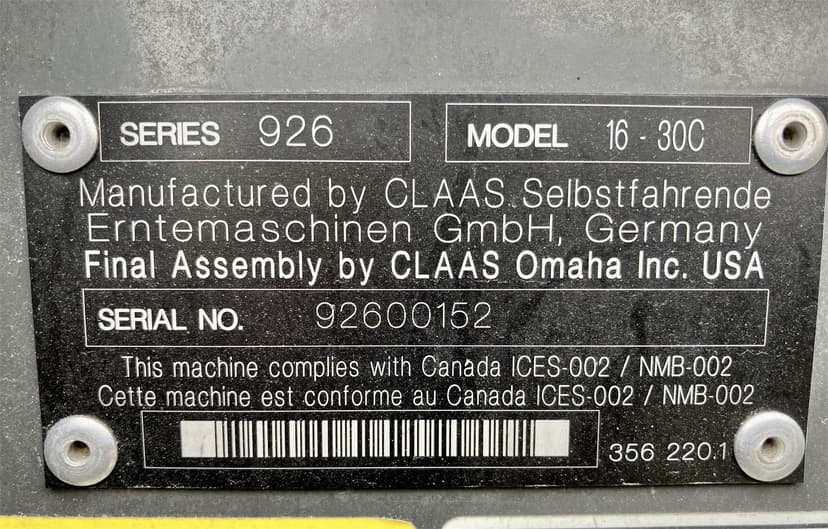 SERIES 926 MODEL 16 - 30C
Manufactured by CLAAS Selbstfahrende
Erntemaschinen GmbH, Germany
Final Assembly by CLAAS Omaha Inc. USA
SERIAL NO. 92600152
This machine complies with Canada ICES-002 / NMB-002
Cette machine est conforme au Canada ICES-002 / NMB-002
356 220.1